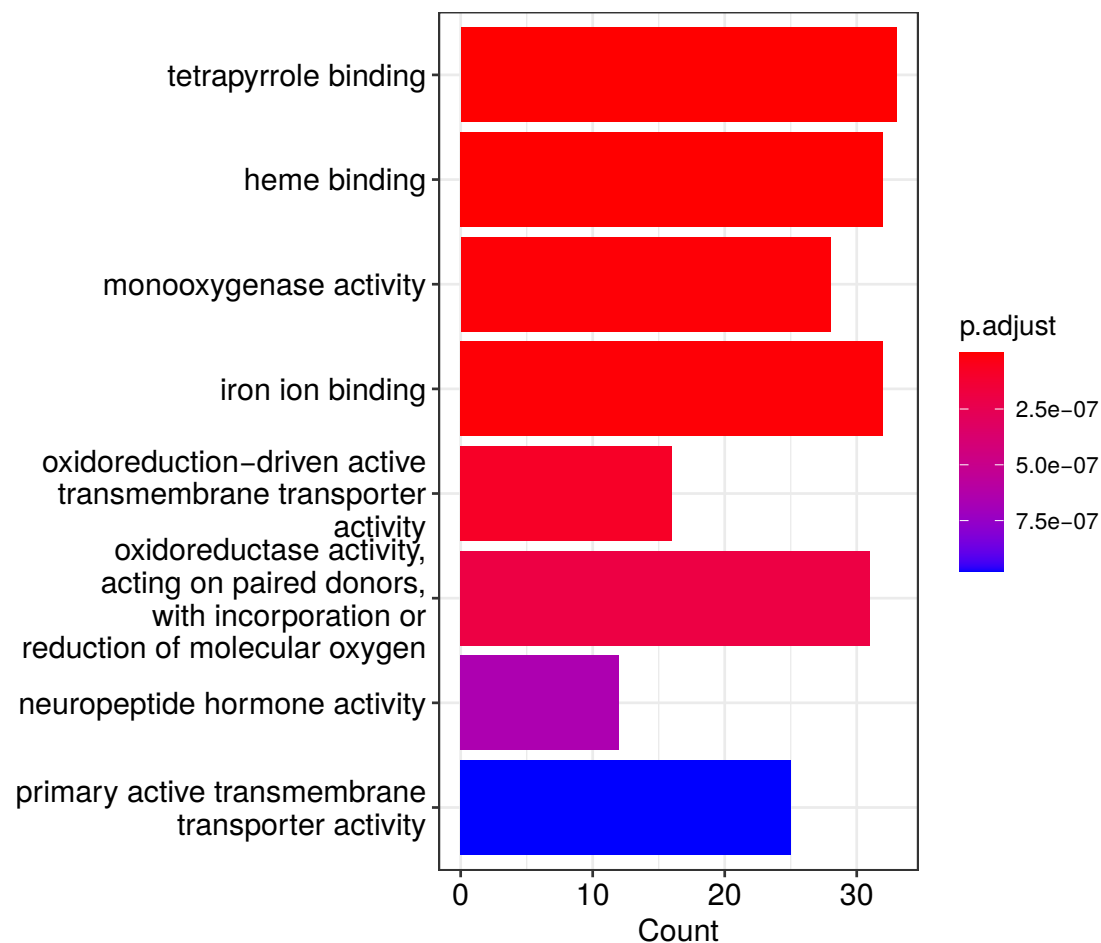 tetrapyrrole binding
heme binding
monooxygenase activity
iron ion binding
oxidoreduction−driven active
transmembrane transporter
activity
oxidoreductase activity,
acting on paired donors,
with incorporation or
reduction of molecular oxygen
neuropeptide hormone activity
primary active transmembrane
transporter activity
0 10 20 30
Count
p.adjust
2.5e−07
5.0e−07
7.5e−07